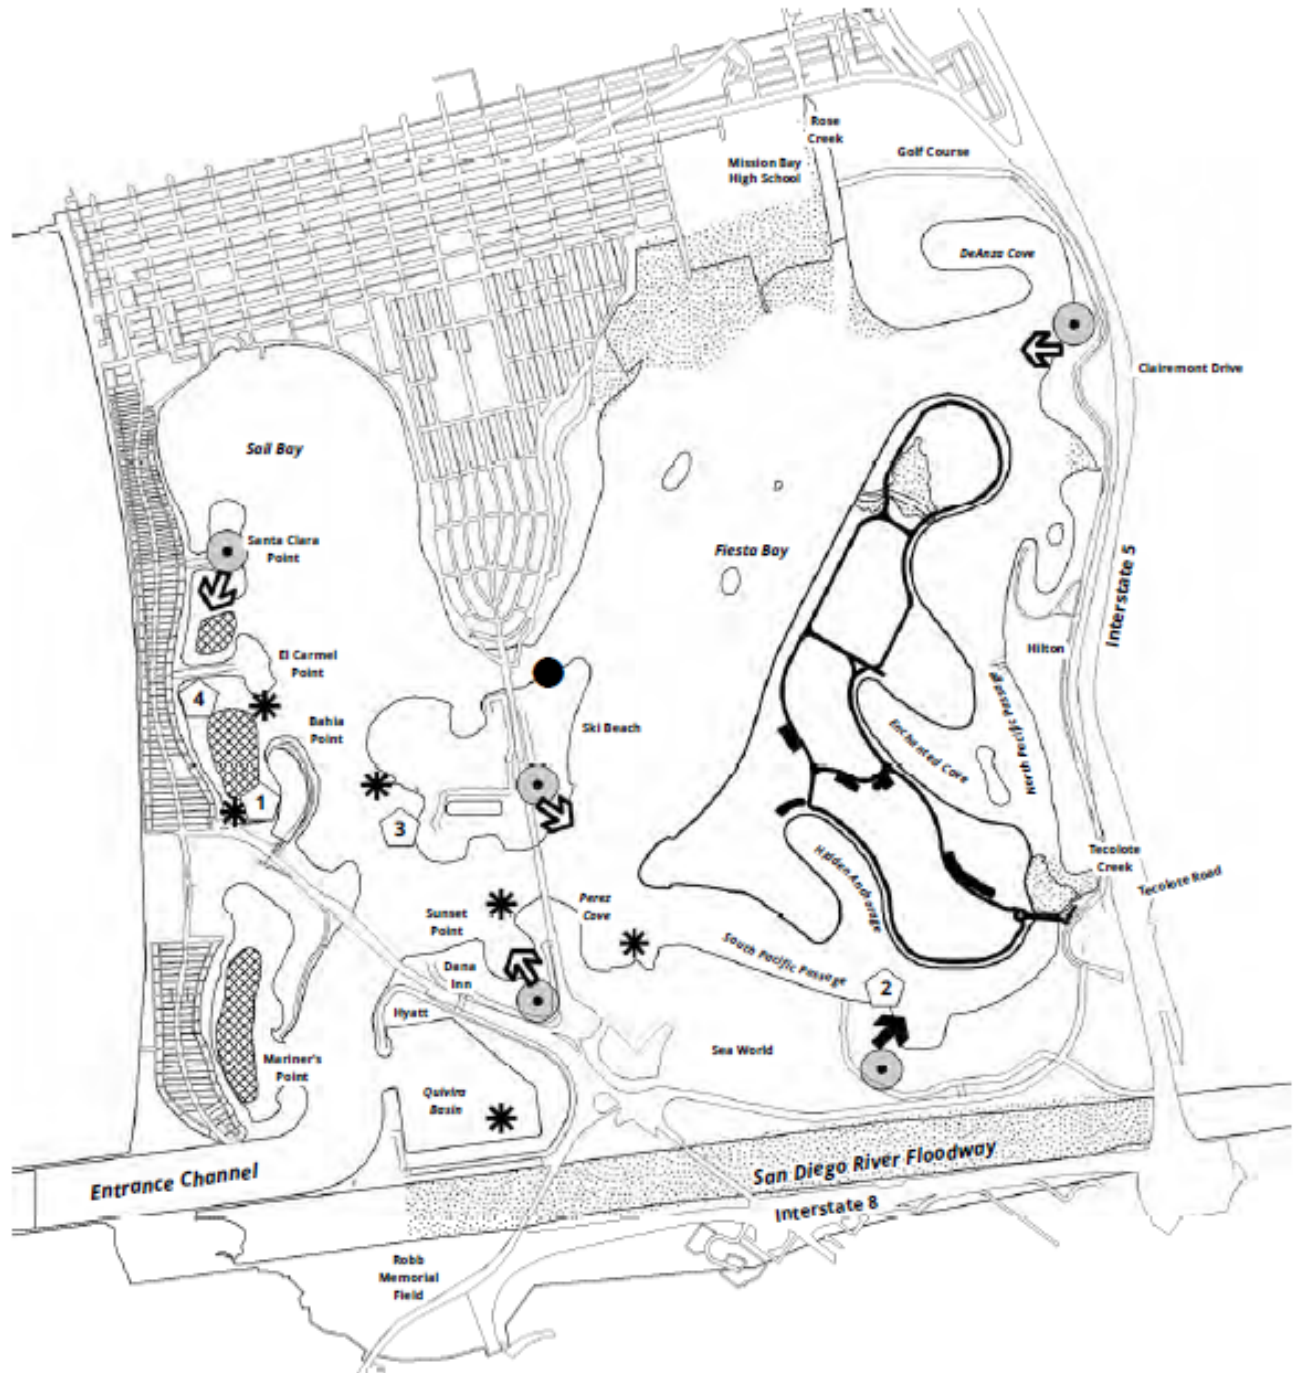 Rose
Creek
Golf Course
Mission Bay
High School
DeAnza Cove
Clairemont Drive
Sail Bay
Santa Clara
Point
Fiesta Bay
D
Interstate 5
El Carmel
Point
Hilton
4
Bahia
Point
Ski Beach
North Pacific Passage
Enchanted Cove
1
3
Tecolote
Creek
Tecolote Road
Hidden Anchorage
Perez
Cove
Sunset
Point
South Pacific Passage
Dana
Inn
2
Hyatt
Sea World
Mariner's
Point
Quivira
Basin
San Diego River Floodway
Entrance Channel
Interstate 8
Robb
Memorial
Field